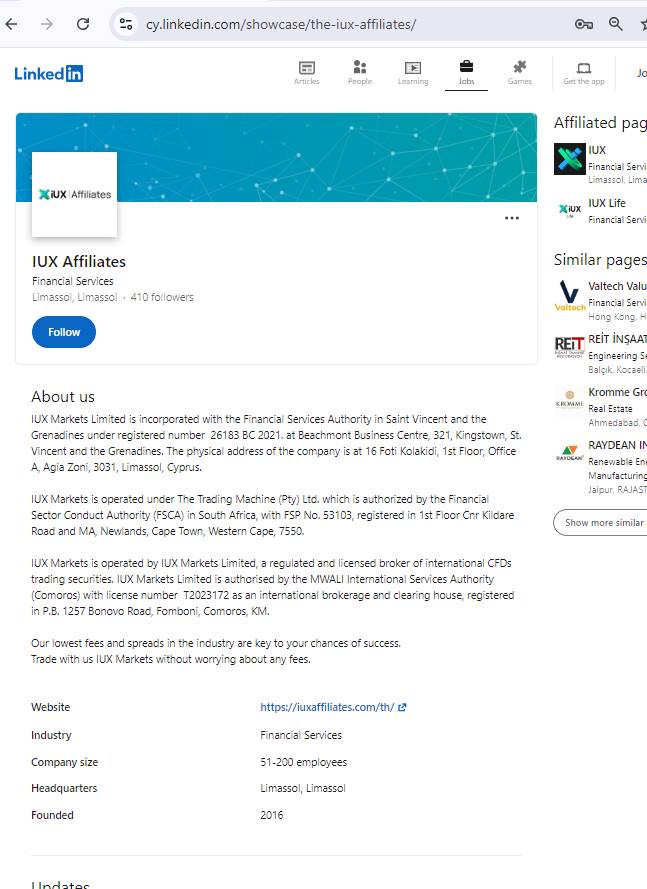 cy.linkedin.com/showcase/the-iux-affiliates/
Linked in
Articles
People
Learning
Jobs
Games
Get the app
Jo
iUX Affiliates
IUX Affiliates
Financial Services
Limassol, Limassol · 410 followers
Follow
About us
IUX Markets Limited is incorporated with the Financial Services Authority in Saint Vincent and the
Grenadines under registered number 26183 BC 2021. at Beachmont Business Centre, 321, Kingstown, St.
Vincent and the Grenadines. The physical address of the company is at 16 Foti Kolakidi, 1st Floor, Office
A, Agia Zoni, 3031, Limassol, Cyprus.
IUX Markets is operated under The Trading Machine (Pty) Ltd. which is authorized by the Financial
Sector Conduct Authority (FSCA) in South Africa, with FSP No. 53103, registered in 1st Floor Cnr Kildare
Road and MA, Newlands, Cape Town, Western Cape, 7550.
IUX Markets is operated by IUX Markets Limited, a regulated and licensed broker of international CFDs
trading securities. IUX Markets Limited is authorised by the MWALI International Services Authority
(Comoros) with license number T2023172 as an international brokerage and clearing house, registered
in P.B. 1257 Bonovo Road, Fomboni, Comoros, KM.
Our lowest fees and spreads in the industry are key to your chances of success.
Trade with us IUX Markets without worrying about any fees.
Website https://iuxaffiliates.com/th/
Industry Financial Services
Company size 51-200 employees
Headquarters Limassol, Limassol
Founded 2016
Updates
Affiliated pag
IUX
Financial Servi
Limassol, Lima
iUX
Life
IUX Life
Financial Servi
Similar pages
Valtech
Valtech Valu
Financial Servi
Hong Kong, H
REİT
REİT İNŞAAT
Engineering Se
Balçık, Kocaeli
KROMME
Kromme Gro
Real Estate
Ahmedabad, G
RAYDEAN
RAYDEAN IN
Renewable Ene
Manufacturing
Jaipur, RAJAST
Show more similar